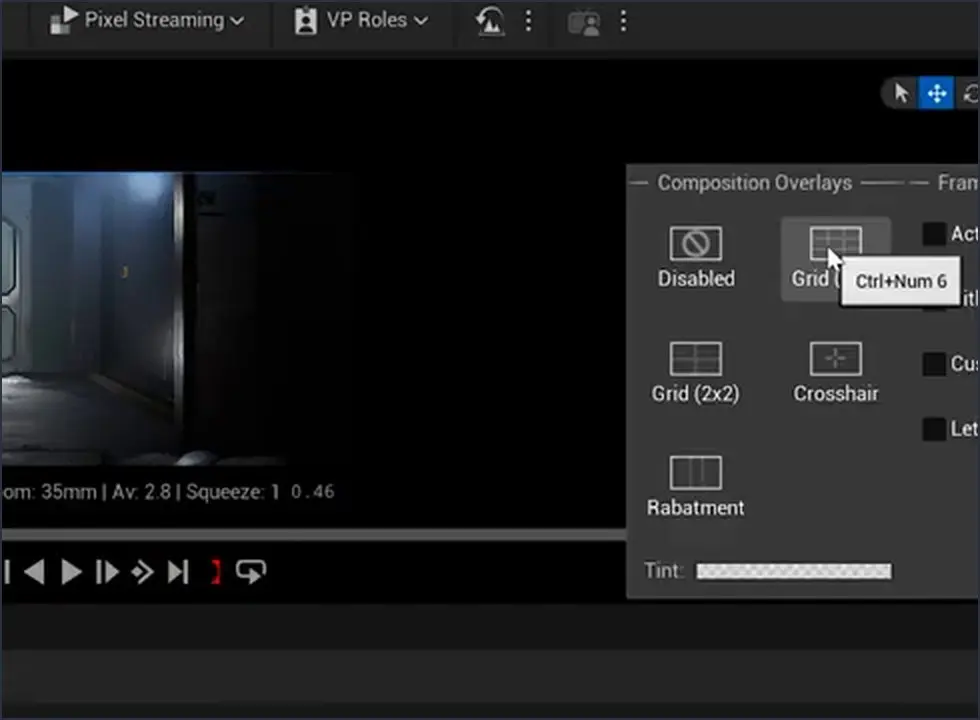 Pixel Streaming
VP Roles
Composition Overlays
Disabled
Grid (
Ctrl+Num 6
Grid (2x2)
Crosshair
Rabatment
Tint:
35mm | Av: 2.8 | Squeeze: 1 0.46